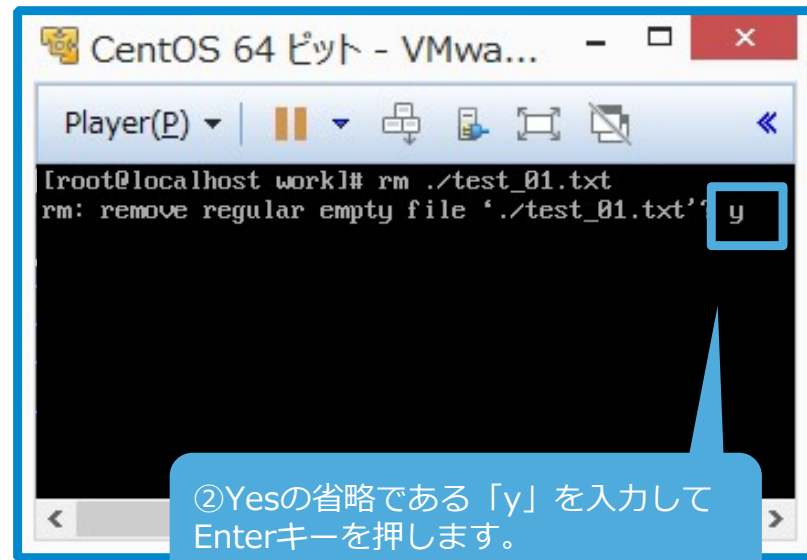 CentOS 64 ビット - VMwa...
Player(P)
[root@localhost work]# rm ./test_01.txt
rm: remove regular empty file ‘./test_01.txt’? y
②Yesの省略である「y」を入力して
Enterキーを押します。